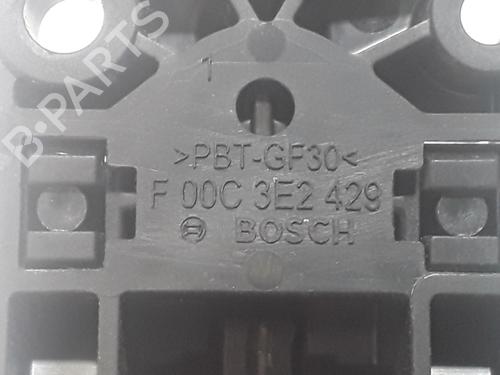 1
>PBT-GF30<
F 00C 3E2 429
BOSCH
B-PARTS